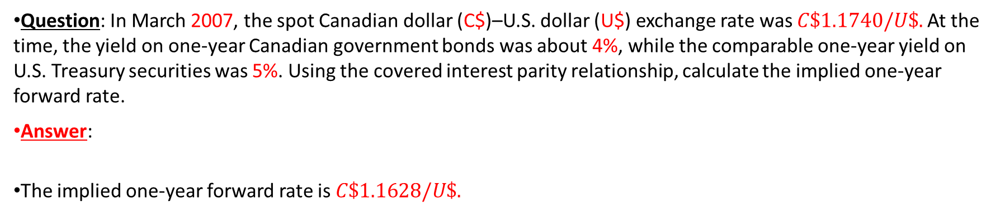 •Question: In March 2007, the spot Canadian dollar (C$)–U.S. dollar (U$) exchange rate was C$1.1740/U$. At the
time, the yield on one-year Canadian government bonds was about 4%, while the comparable one-year yield on
U.S. Treasury securities was 5%. Using the covered interest parity relationship, calculate the implied one-year
forward rate.
•Answer:
•The implied one-year forward rate is C$1.1628/U$.